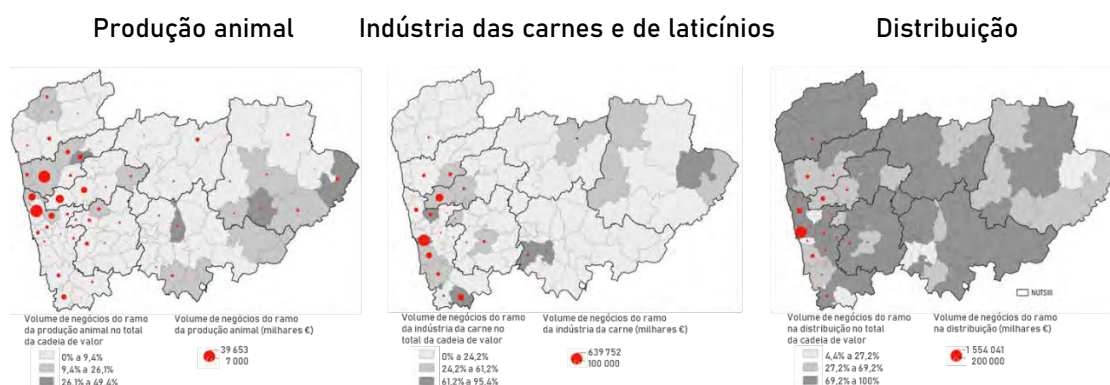 Produção animal
Indústria das carnes e de laticínios
Distribuição
Volume de negócios do ramo
da produção animal no total
da cadeia de valor
0% a 9,4%
9,4% a 26,1%
26,1% a 49,4%
Volume de negócios do ramo
da produção animal (milhares €)
39 653
7 000
Volume de negócios do ramo
da indústria da carne no
total da cadeia de valor
0% a 24,2%
24,2% a 61,2%
61,2% a 95,4%
Volume de negócios do ramo
da indústria da carne (milhares €)
639 752
100 000
NUTSIII
Volume de negócios do ramo
na distribuição no total
da cadeia de valor
4,4% a 27,2%
27,2% a 69,2%
69,2% a 100%
Volume de negócios do ramo
na distribuição (milhares €)
1 554 041
200 000